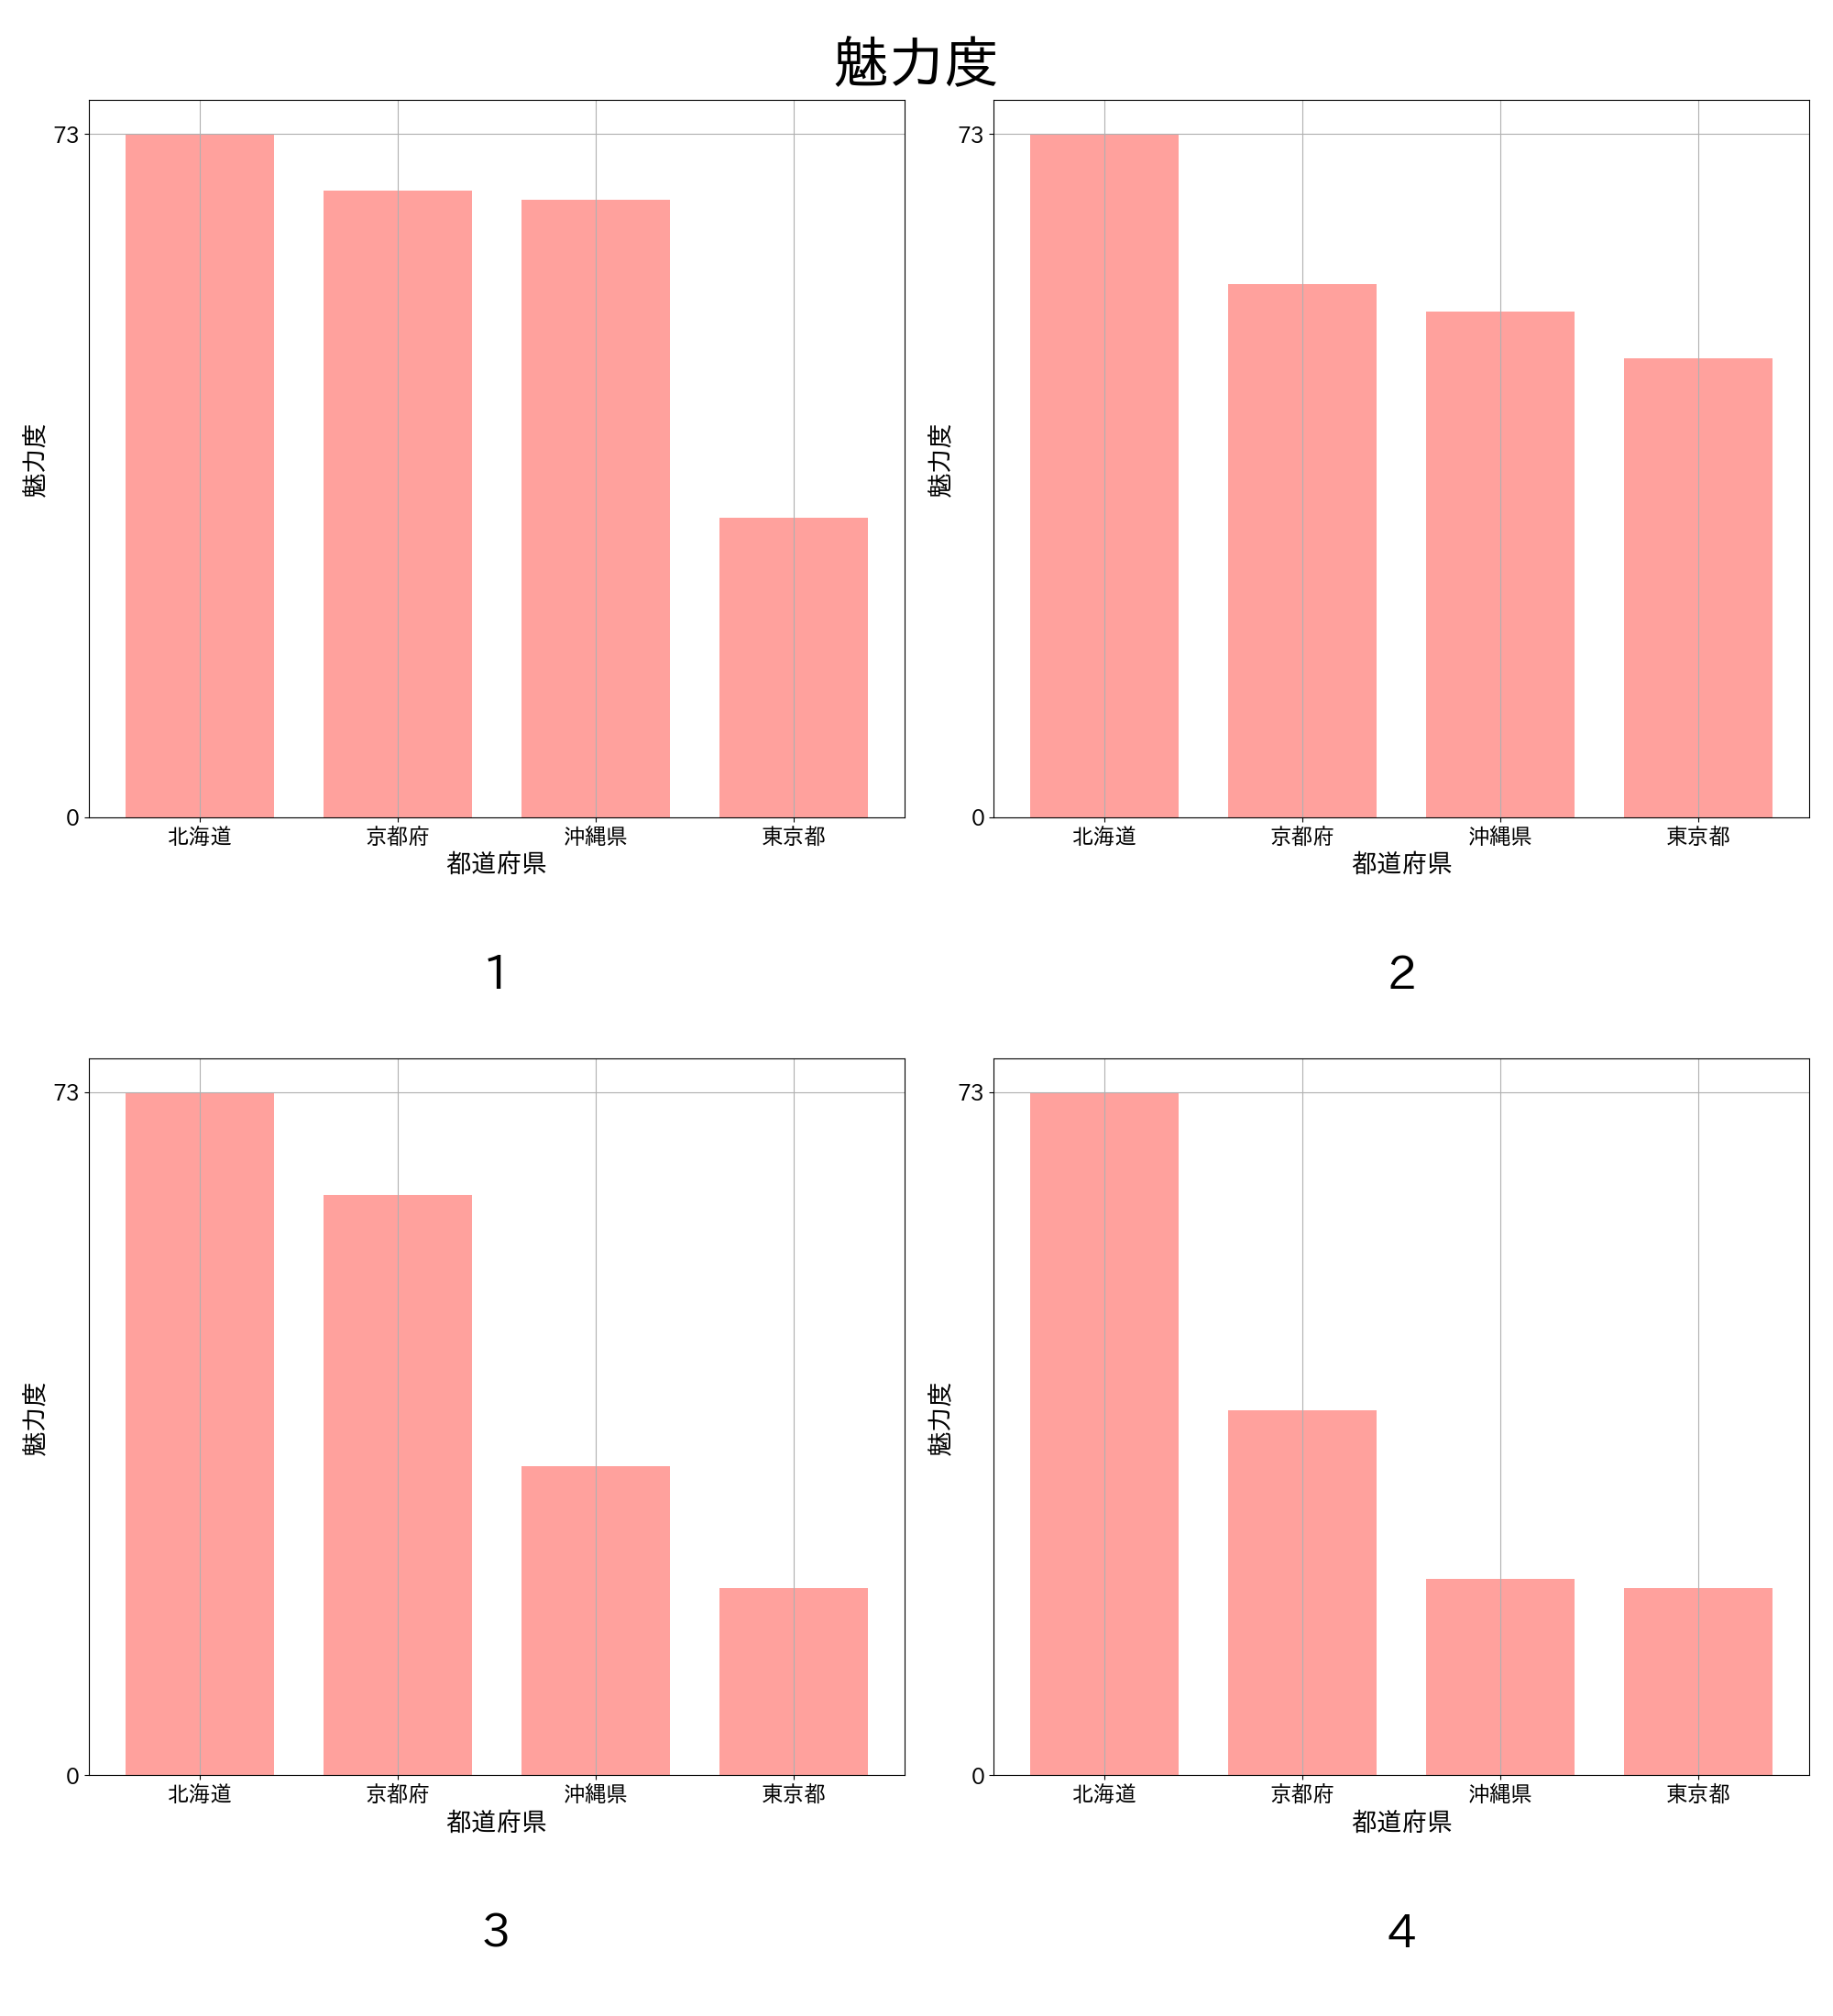 魅力度
73
0
魅力度
北海道 京都府 沖縄県 東京都
都道府県
1
73
0
魅力度
北海道 京都府 沖縄県 東京都
都道府県
2
73
0
魅力度
北海道 京都府 沖縄県 東京都
都道府県
3
73
0
魅力度
北海道 京都府 沖縄県 東京都
都道府県
4